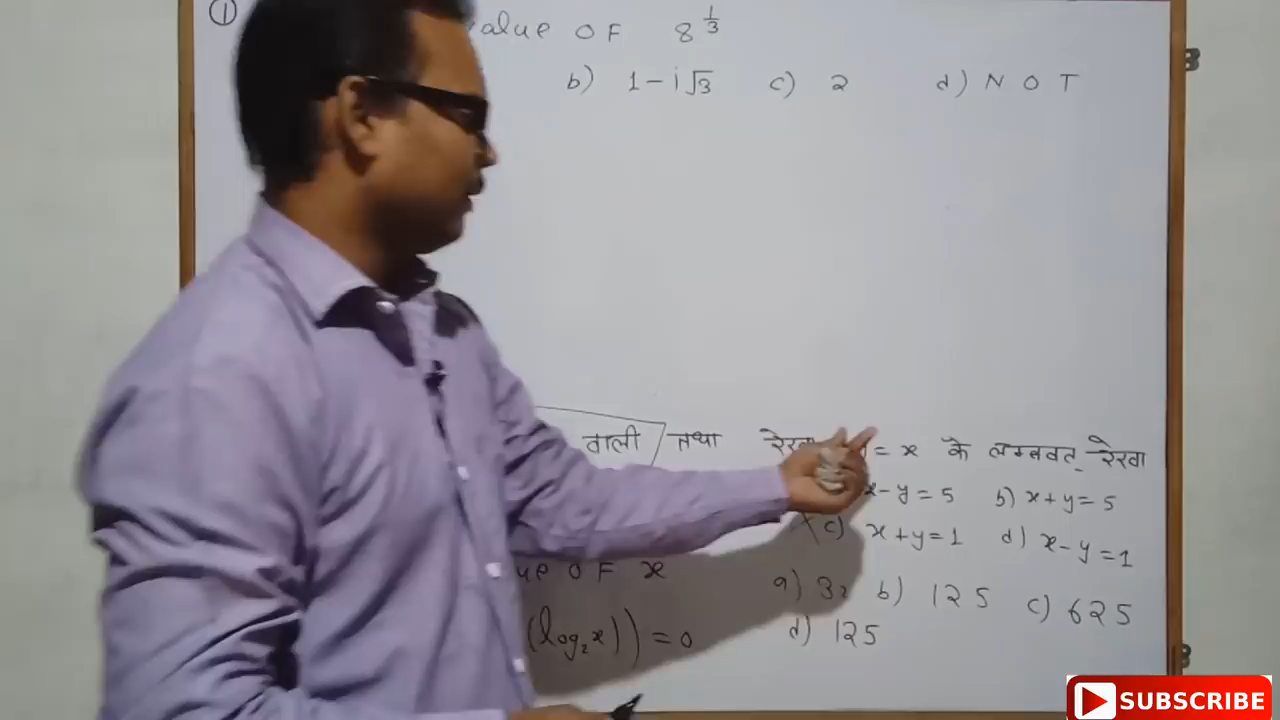 ① value OF 8^{1/3}
b) 1-i√3 c) 2 d) N O T
वाली तथा = x के लम्बवत् रेखा
x-y=5 b) x+y=5
c) x+y=1 d) x-y=1
OF x a) 32 b) 125 c) 625
(log₂x)) = 0 d) 125
SUBSCRIBE